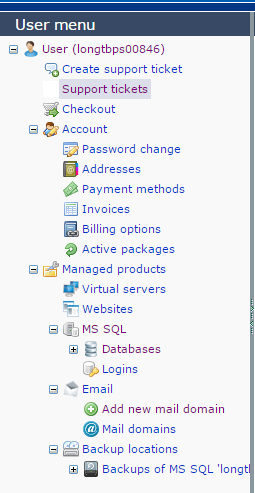 User menu
User (longtbps00846)
Create support ticket
Support tickets
Checkout
Account
Password change
Addresses
Payment methods
Invoices
Billing options
Active packages
Managed products
Virtual servers
Websites
MS SQL
Databases
Logins
Email
Add new mail domain
Mail domains
Backup locations
Backups of MS SQL 'longt